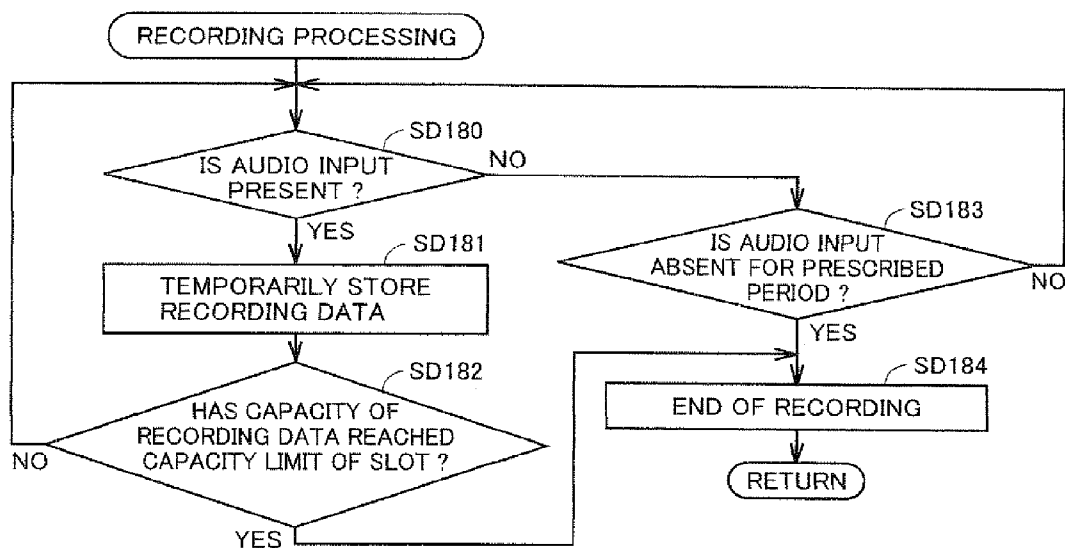 RECORDING PROCESSING
SD180
IS AUDIO INPUT
PRESENT ?
NO
YES
SD181
TEMPORARILY STORE
RECORDING DATA
SD182
HAS CAPACITY OF
RECORDING DATA REACHED
CAPACITY LIMIT OF SLOT ?
NO
YES
SD183
IS AUDIO INPUT
ABSENT FOR PRESCRIBED
PERIOD ?
NO
YES
SD184
END OF RECORDING
RETURN